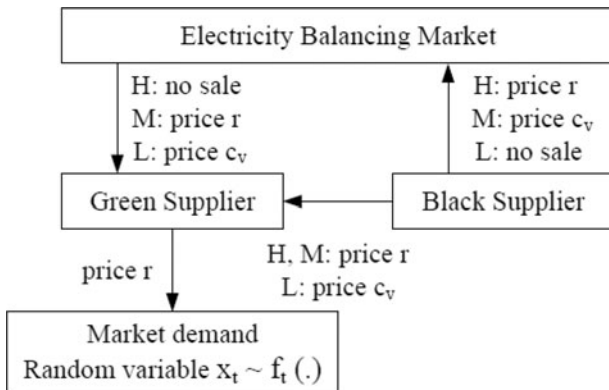 Electricity Balancing Market
H: no sale
M: price r
L: price cv
H: price r
M: price cv
L: no sale
Green Supplier
Black Supplier
price r
H, M: price r
L: price cv
Market demand
Random variable xt ~ ft (.)